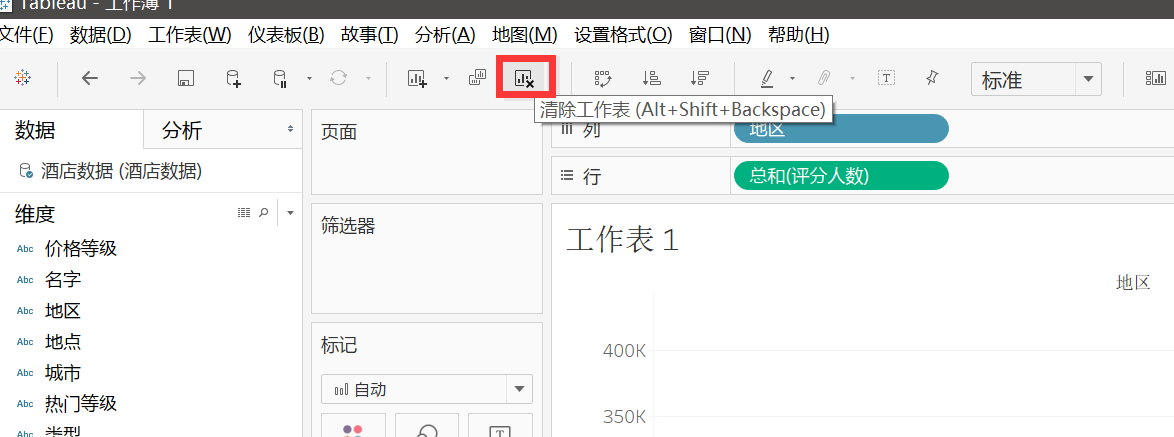 Tableau - 工作薄 1
文件(F) 数据(D) 工作表(W) 仪表板(B) 故事(T) 分析(A) 地图(M) 设置格式(O) 窗口(N) 帮助(H)
标准
清除工作表 (Alt+Shift+Backspace)
数据 分析
页面
列 地区
酒店数据 (酒店数据)
行 总和(评分人数)
维度
筛选器
工作表 1
Abc 价格等级
Abc 名字
地区
Abc 地区
Abc 地点
标记
Abc 城市
400K
自动
Abc 热门等级
350K
Abc 类型